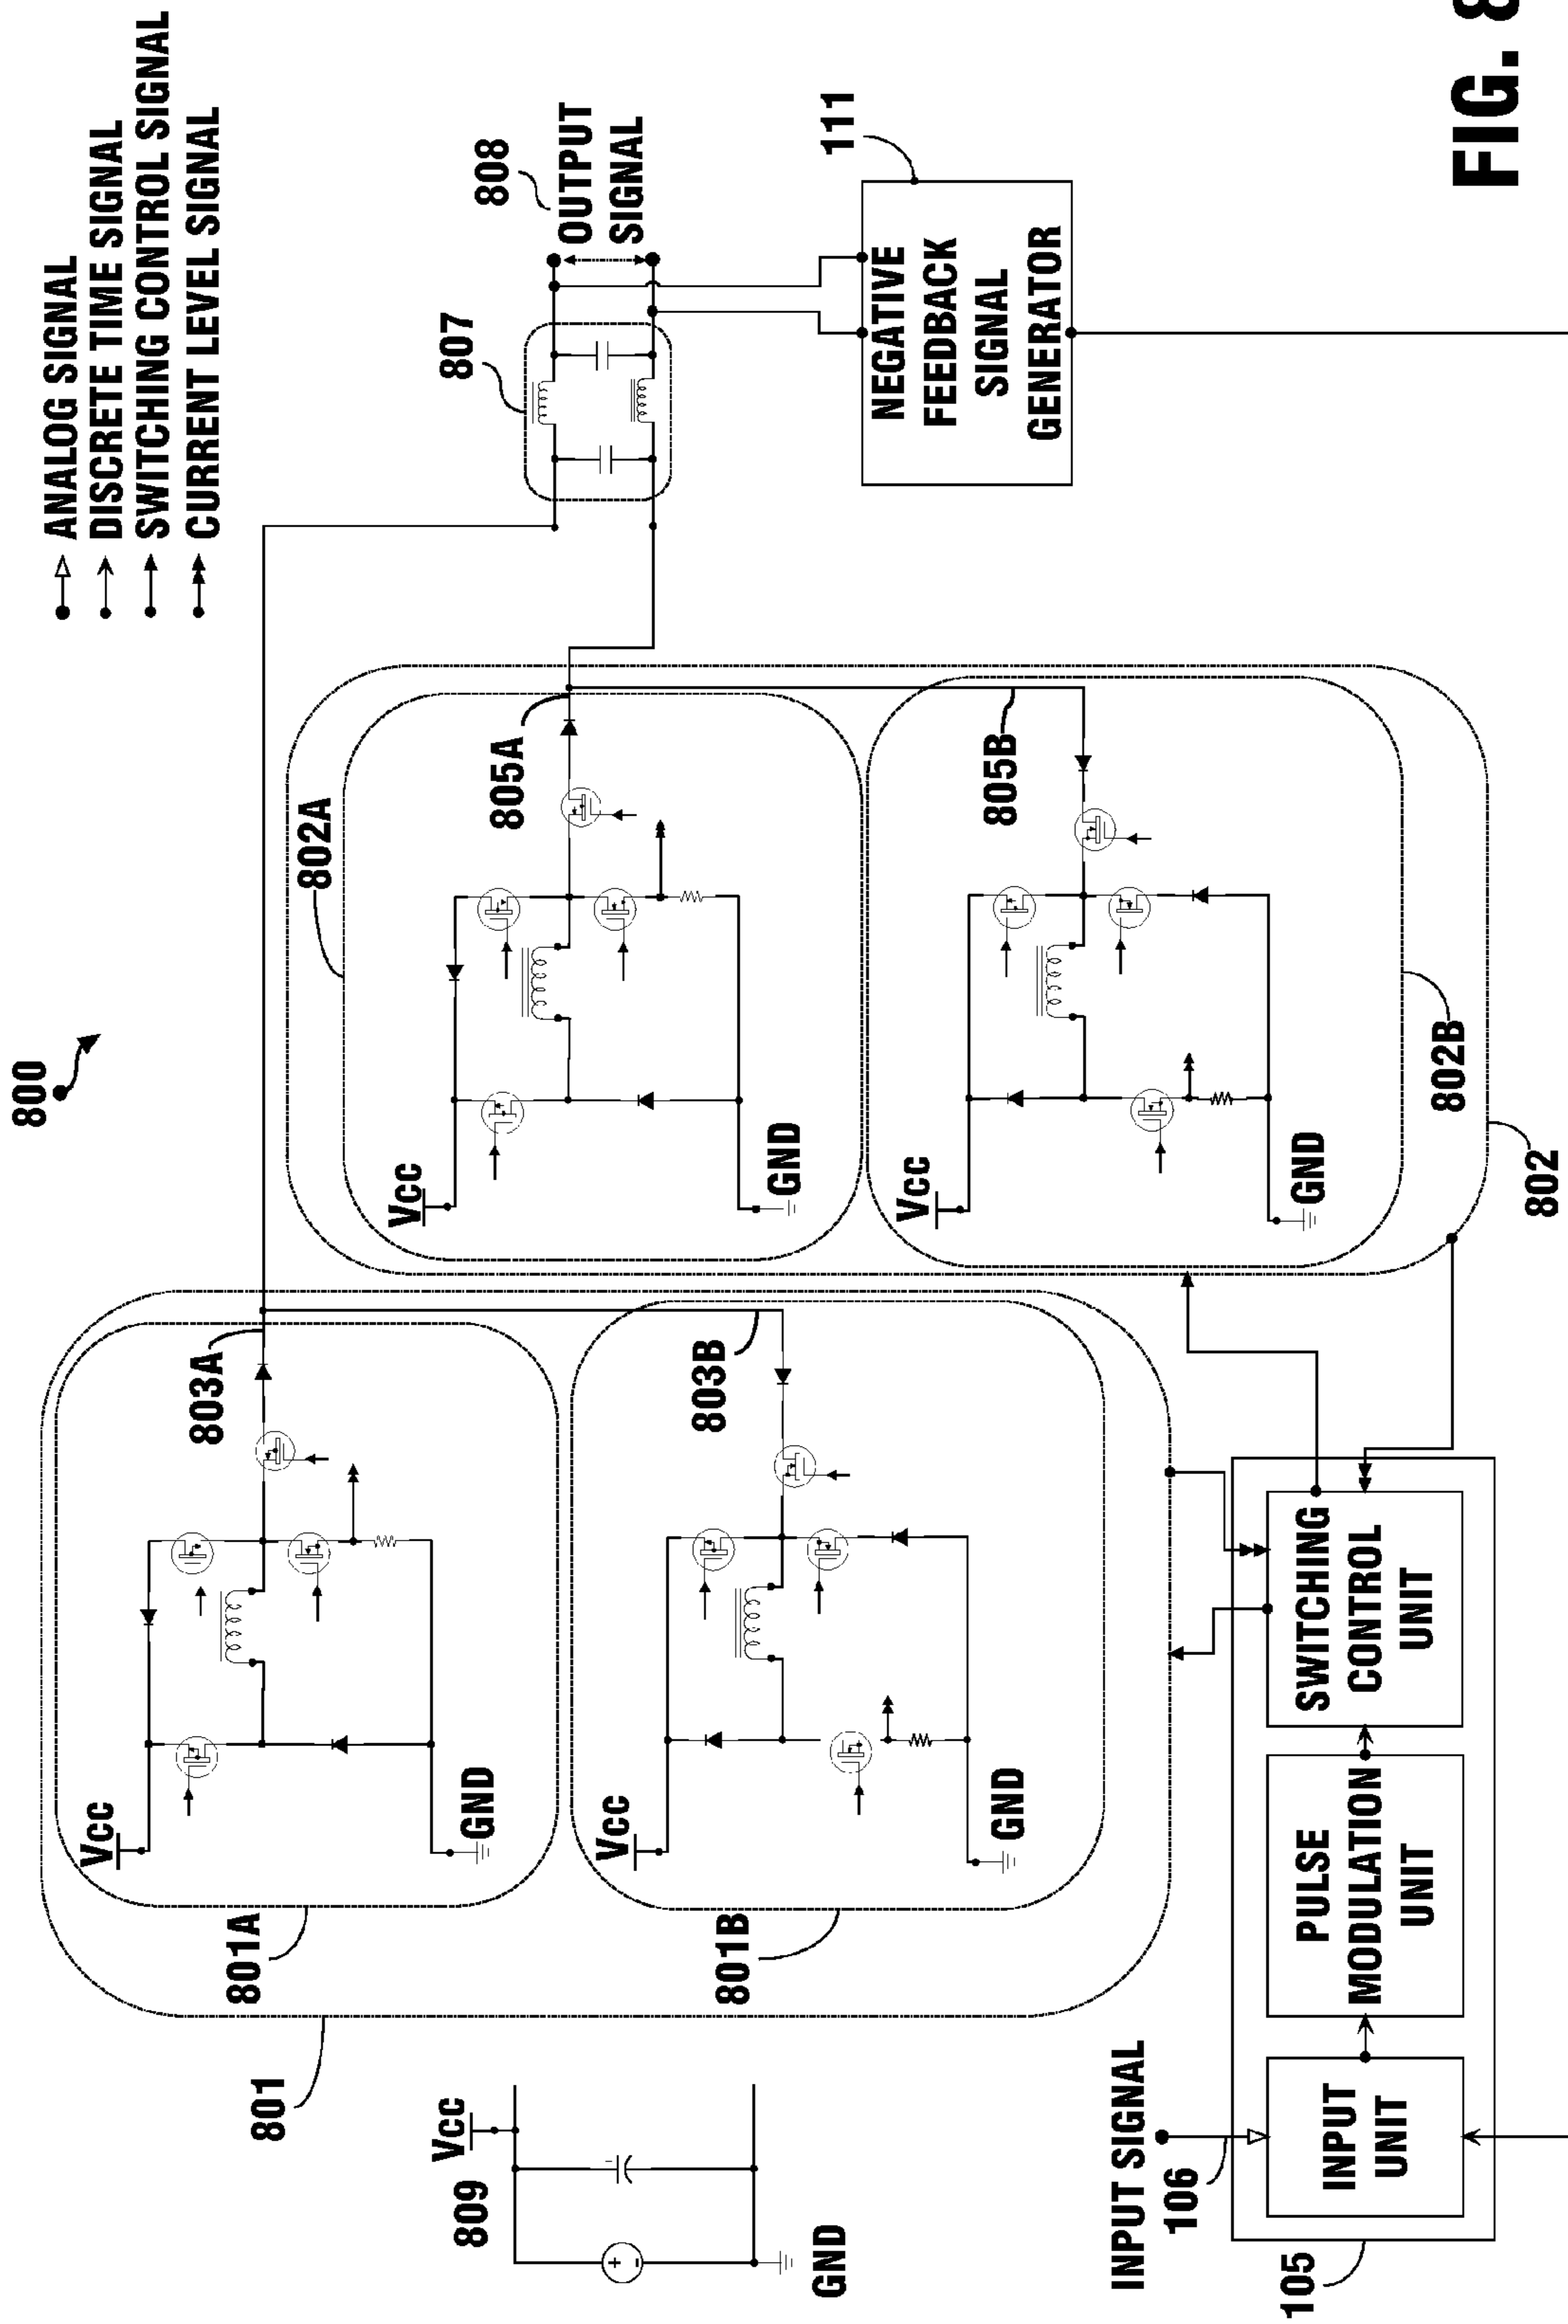 800
ANALOG SIGNAL
DISCRETE TIME SIGNAL
SWITCHING CONTROL SIGNAL
CURRENT LEVEL SIGNAL
801
801A
Vcc
GND
803A
801B
Vcc
GND
803B
802A
Vcc
GND
805A
Vcc
GND
805B
802B
802
807
808
OUTPUT
SIGNAL
809
Vcc
GND
INPUT SIGNAL
106
105
INPUT
UNIT
PULSE
MODULATION
UNIT
SWITCHING
CONTROL
UNIT
111
NEGATIVE
FEEDBACK
SIGNAL
GENERATOR
FIG. 8